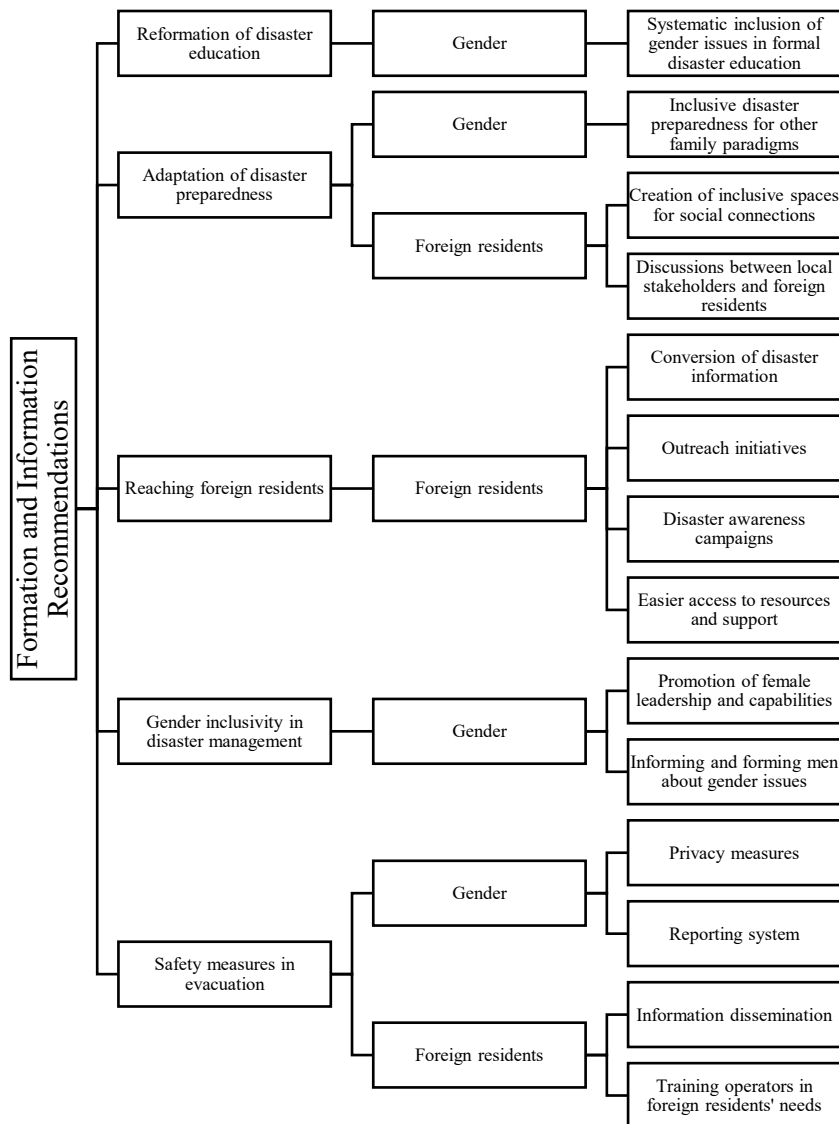 Formation and Information
Recommendations
Reformation of disaster
education
Gender
Systematic inclusion of
gender issues in formal
disaster education
Adaptation of disaster
preparedness
Gender
Inclusive disaster
preparedness for other
family paradigms
Foreign residents
Creation of inclusive spaces
for social connections
Discussions between local
stakeholders and foreign
residents
Reaching foreign residents
Foreign residents
Conversion of disaster
information
Outreach initiatives
Disaster awareness
campaigns
Easier access to resources
and support
Gender inclusivity in
disaster management
Gender
Promotion of female
leadership and capabilities
Informing and forming men
about gender issues
Safety measures in
evacuation
Gender
Privacy measures
Reporting system
Foreign residents
Information dissemination
Training operators in
foreign residents' needs